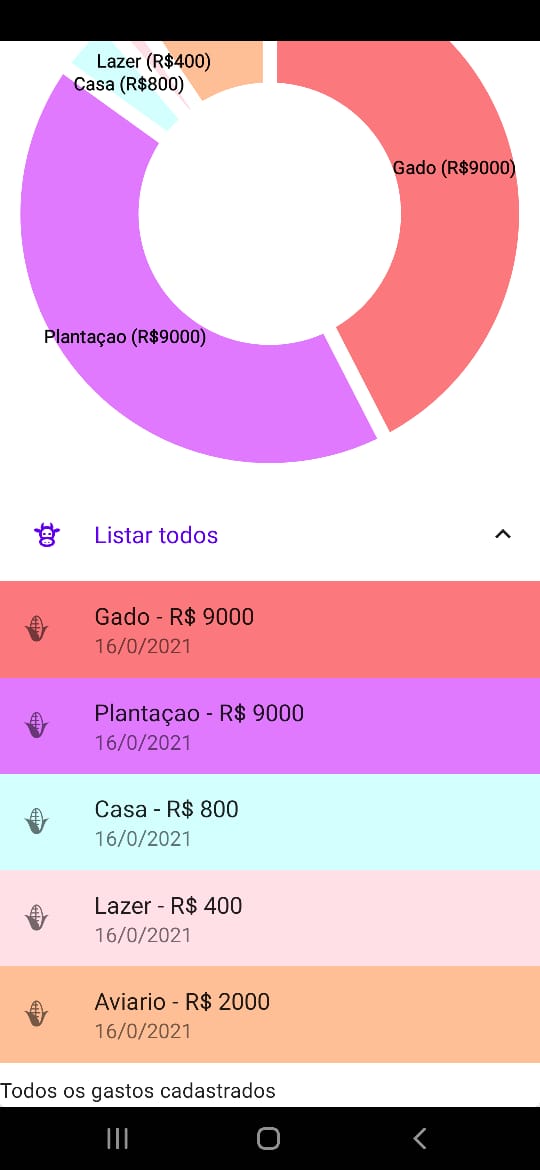 Lazer (R$400)
Casa (R$800)
Gado (R$9000)
Plantaçao (R$9000)
Listar todos
Gado - R$ 9000
16/0/2021
Plantaçao - R$ 9000
16/0/2021
Casa - R$ 800
16/0/2021
Lazer - R$ 400
16/0/2021
Aviario - R$ 2000
16/0/2021
Todos os gastos cadastrados